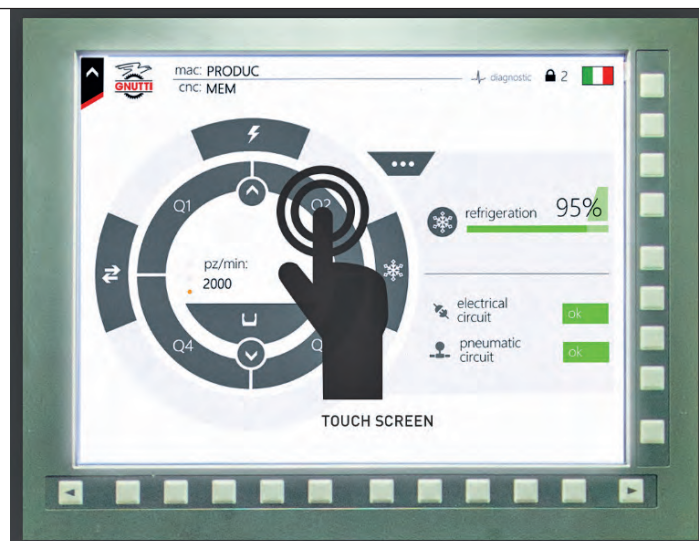 mac: PRODUC
cnc: MEM
GNUTTI
diagnostic
2
Q1
Q2
refrigeration 95%
pz/min:
2000
electrical
circuit
ok
Q4
Q
pneumatic
circuit
ok
TOUCH SCREEN